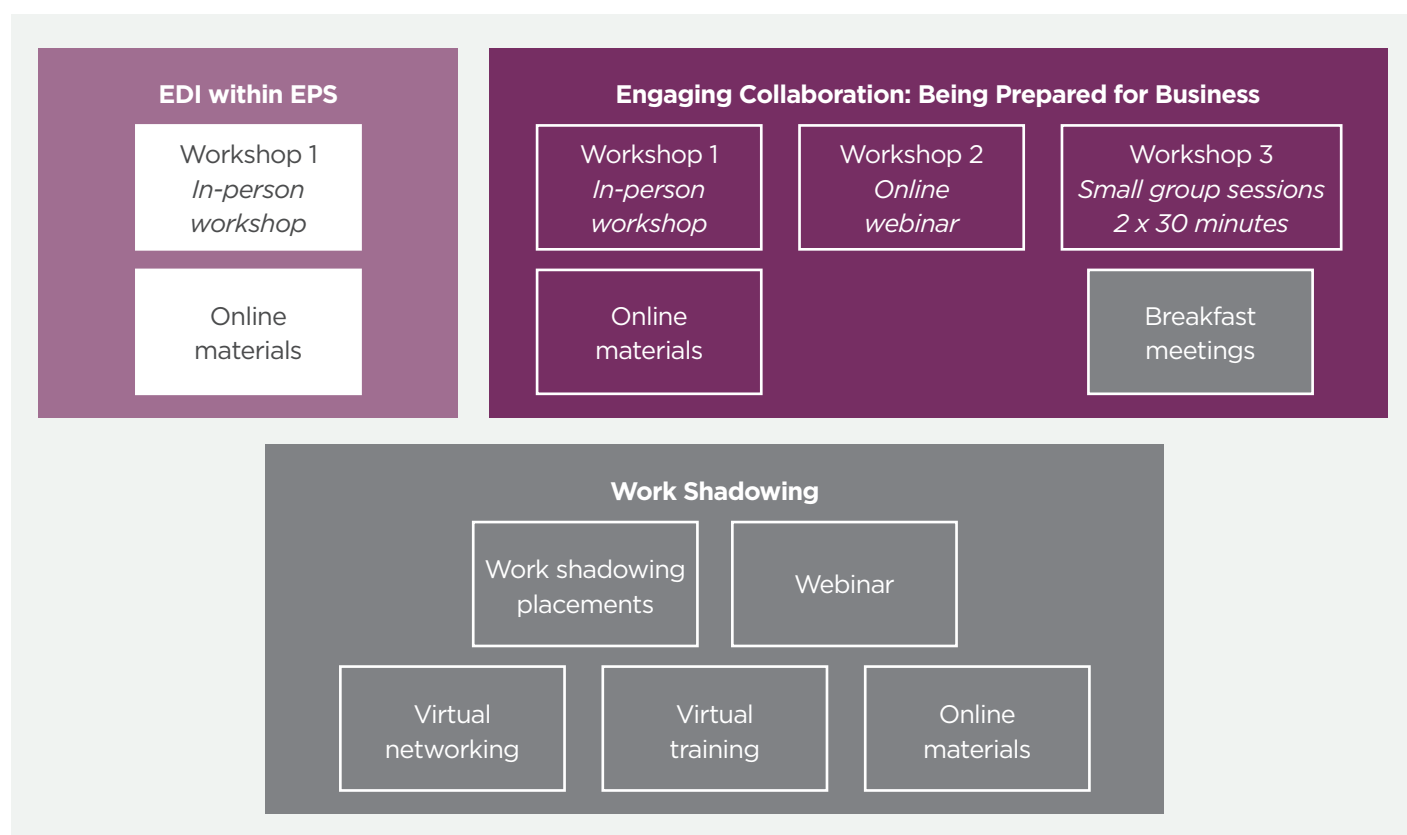 EDI within EPS
Workshop 1
In-person
workshop
Online
materials
Engaging Collaboration: Being Prepared for Business
Workshop 1
In-person
workshop
Workshop 2
Online
webinar
Workshop 3
Small group sessions
2 x 30 minutes
Online
materials
Breakfast
meetings
Work Shadowing
Work shadowing
placements
Webinar
Virtual
networking
Virtual
training
Online
materials